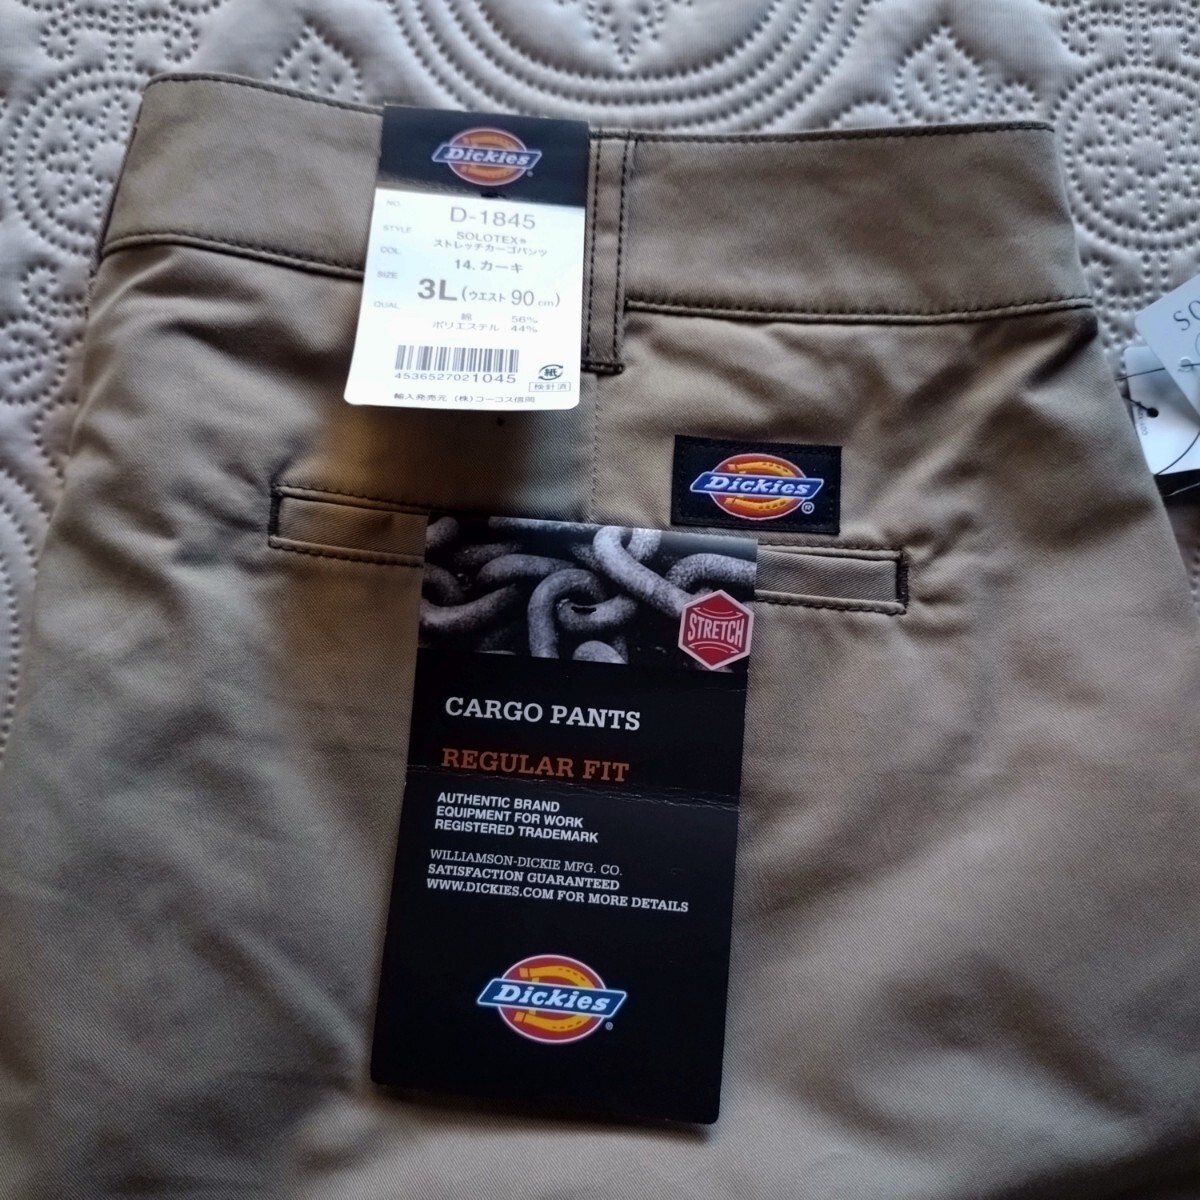 Dickies
NO.
D-1845
STYLE
SOLOTEX®
ストレッチカーゴパンツ
COL
14.カーキ
SIZE
3L(ウエスト 90cm)
QUAL
綿 56%
ポリエステル 44%
4536527021045
紙
検針済
輸入発売元 (株)コーコス信岡
Dickies
®
STRETCH
CARGO PANTS
REGULAR FIT
AUTHENTIC BRAND
EQUIPMENT FOR WORK
REGISTERED TRADEMARK
WILLIAMSON-DICKIE MFG. CO.
SATISFACTION GUARANTEED
WWW.DICKIES.COM FOR MORE DETAILS
Dickies
®